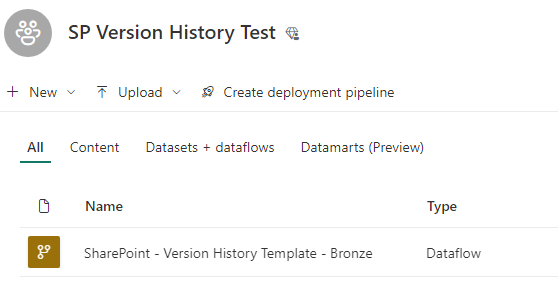 SP Version History Test
New Upload Create deployment pipeline
All Content Datasets + dataflows Datamarts (Preview)
Name Type
SharePoint - Version History Template - Bronze Dataflow